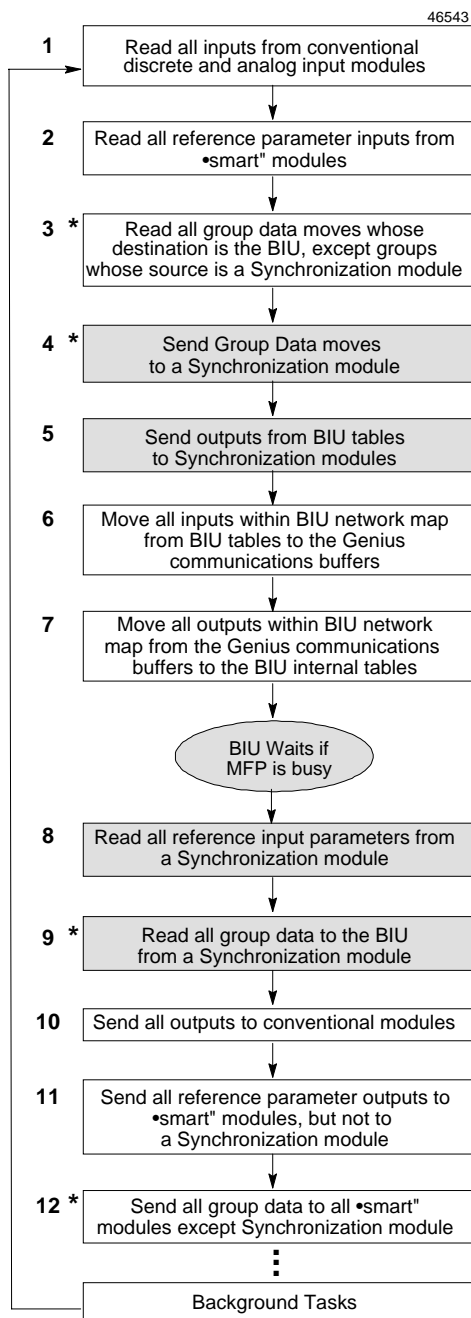 46543
1
Read all inputs from conventional
discrete and analog input modules
2
Read all reference parameter inputs from
•smart" modules
3 *
Read all group data moves whose
destination is the BIU, except groups
whose source is a Synchronization module
4 *
Send Group Data moves
to a Synchronization module
5
Send outputs from BIU tables
to Synchronization modules
6
Move all inputs within BIU network map
from BIU tables to the Genius
communications buffers
7
Move all outputs within BIU network
map from the Genius communications
buffers to the BIU internal tables
BIU Waits if
MFP is busy
8
Read all reference input parameters from
a Synchronization module
9 *
Read all group data to the BIU
from a Synchronization module
10
Send all outputs to conventional modules
11
Send all reference parameter outputs to
•smart" modules, but not to
a Synchronization module
12 *
Send all group data to all •smart"
modules except Synchronization module
Background Tasks